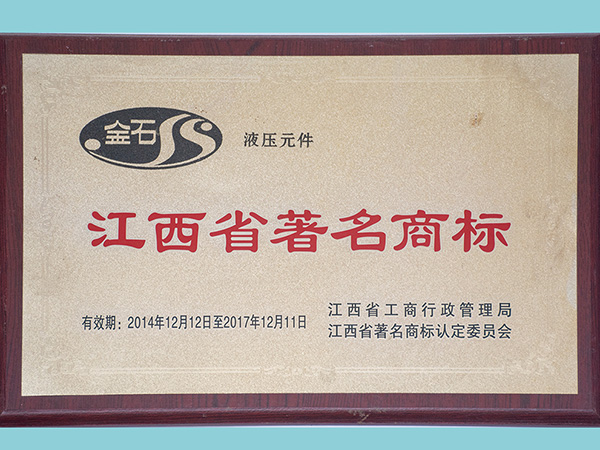 金石
液压元件
江西省著名商标
有效期：2014年12月12日至2017年12月11日
江西省工商行政管理局
江西省著名商标认定委员会